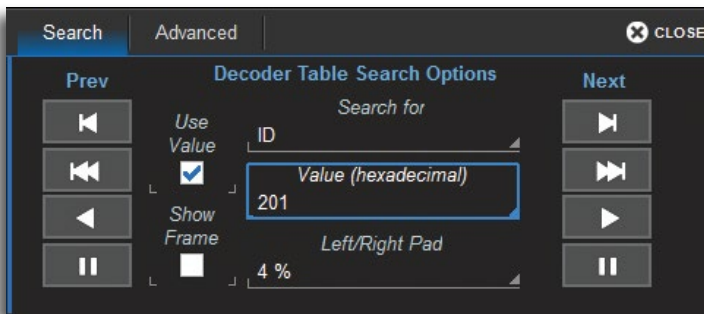 Search Advanced CLOSE
Prev Decoder Table Search Options Next
Search for
Use
Value
ID
Value (hexadecimal)
201
Show
Frame
Left/Right Pad
4 %